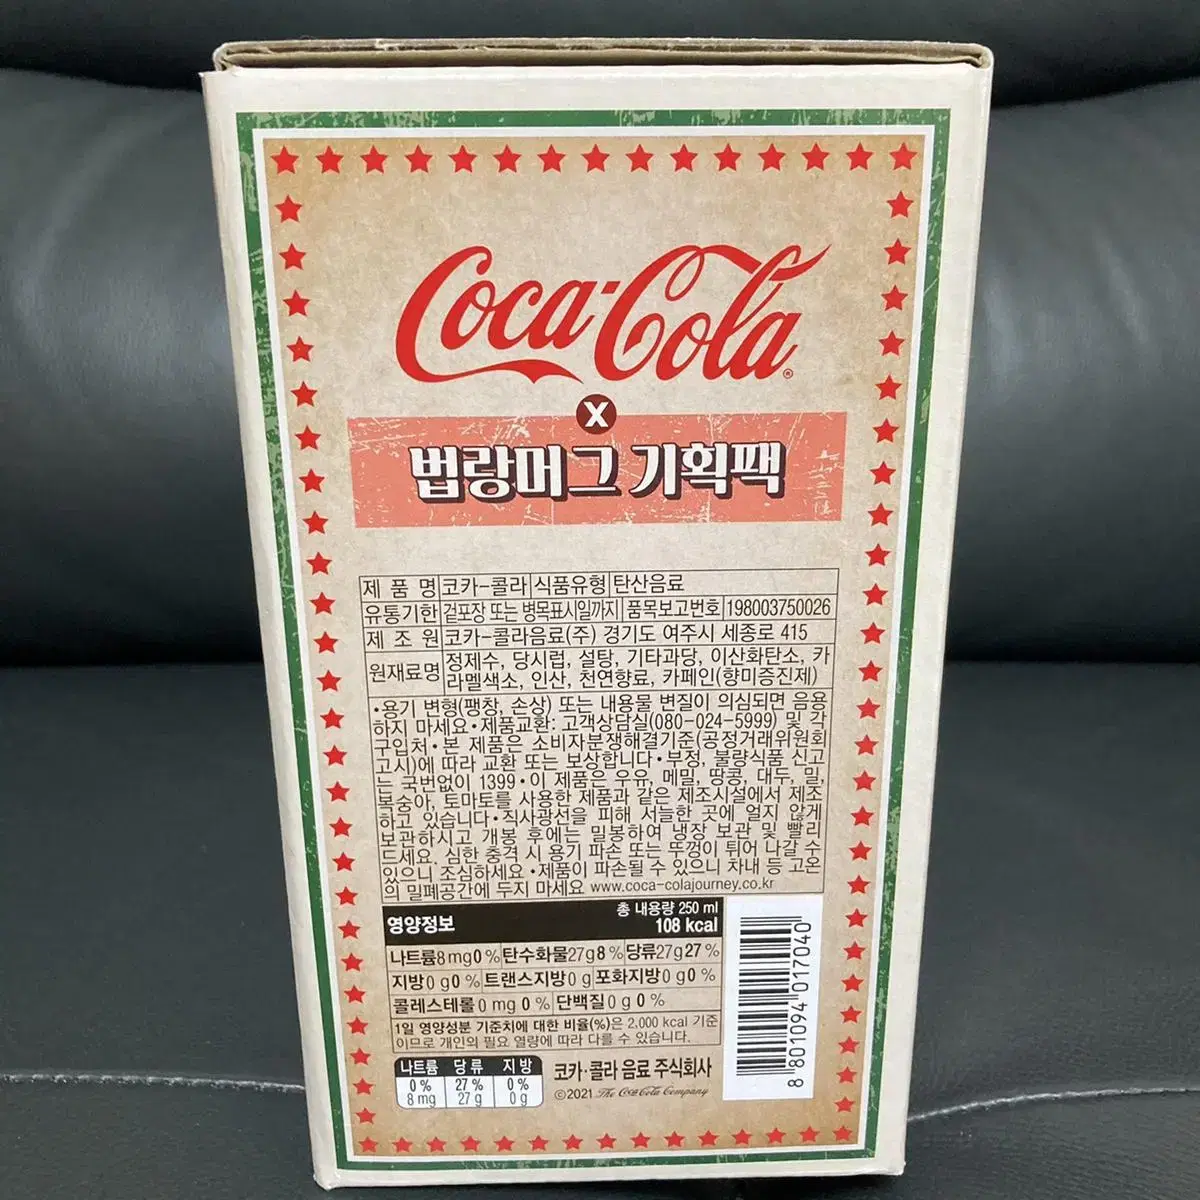 Coca-Cola®
X
법랑머그 기획팩
제 품 명 코카-콜라 식품유형 탄산음료
유통기한 겉포장 또는 병목표시일까지 품목보고번호 198003750026
제 조 원 코카-콜라음료(주) 경기도 여주시 세종로 415
원재료명 정제수, 당시럽, 설탕, 기타과당, 이산화탄소, 카
라멜색소, 인산, 천연향료, 카페인(향미증진제)
•용기 변형(팽창, 손상) 또는 내용물 변질이 의심되면 음용
하지 마세요•제품교환: 고객상담실(080-024-5999) 및 각
구입처•본 제품은 소비자분쟁해결기준(공정거래위원회
고시)에 따라 교환 또는 보상합니다•부정, 불량식품 신고
는 국번없이 1399•이 제품은 우유, 메밀, 땅콩, 대두, 밀,
복숭아, 토마토를 사용한 제품과 같은 제조시설에서 제조
하고 있습니다•직사광선을 피해 서늘한 곳에 얼지 않게
보관하시고 개봉 후에는 밀봉하여 냉장 보관 및 빨리
드세요. 심한 충격 시 용기 파손 또는 뚜껑이 튀어 나갈 수
있으니 조심하세요•제품이 파손될 수 있으니 차내 등 고온
의 밀폐공간에 두지 마세요 www.coca-colajourney.co.kr
영양정보 총 내용량 250 ml
108 kcal
나트륨8 mg0 % 탄수화물27g8 % 당류27g27 %
지방0 g0 % 트랜스지방0 g 포화지방0 g0 %
콜레스테롤0 mg 0 % 단백질0 g 0 %
1일 영양성분 기준치에 대한 비율(%)은 2,000 kcal 기준
이므로 개인의 필요 열량에 따라 다를 수 있습니다.
나트륨 당류 지방
0 % 27 % 0 %
8 mg 27 g 0 g
코카·콜라 음료 주식회사
©2021 The Coca-Cola Company
8 801094 017040